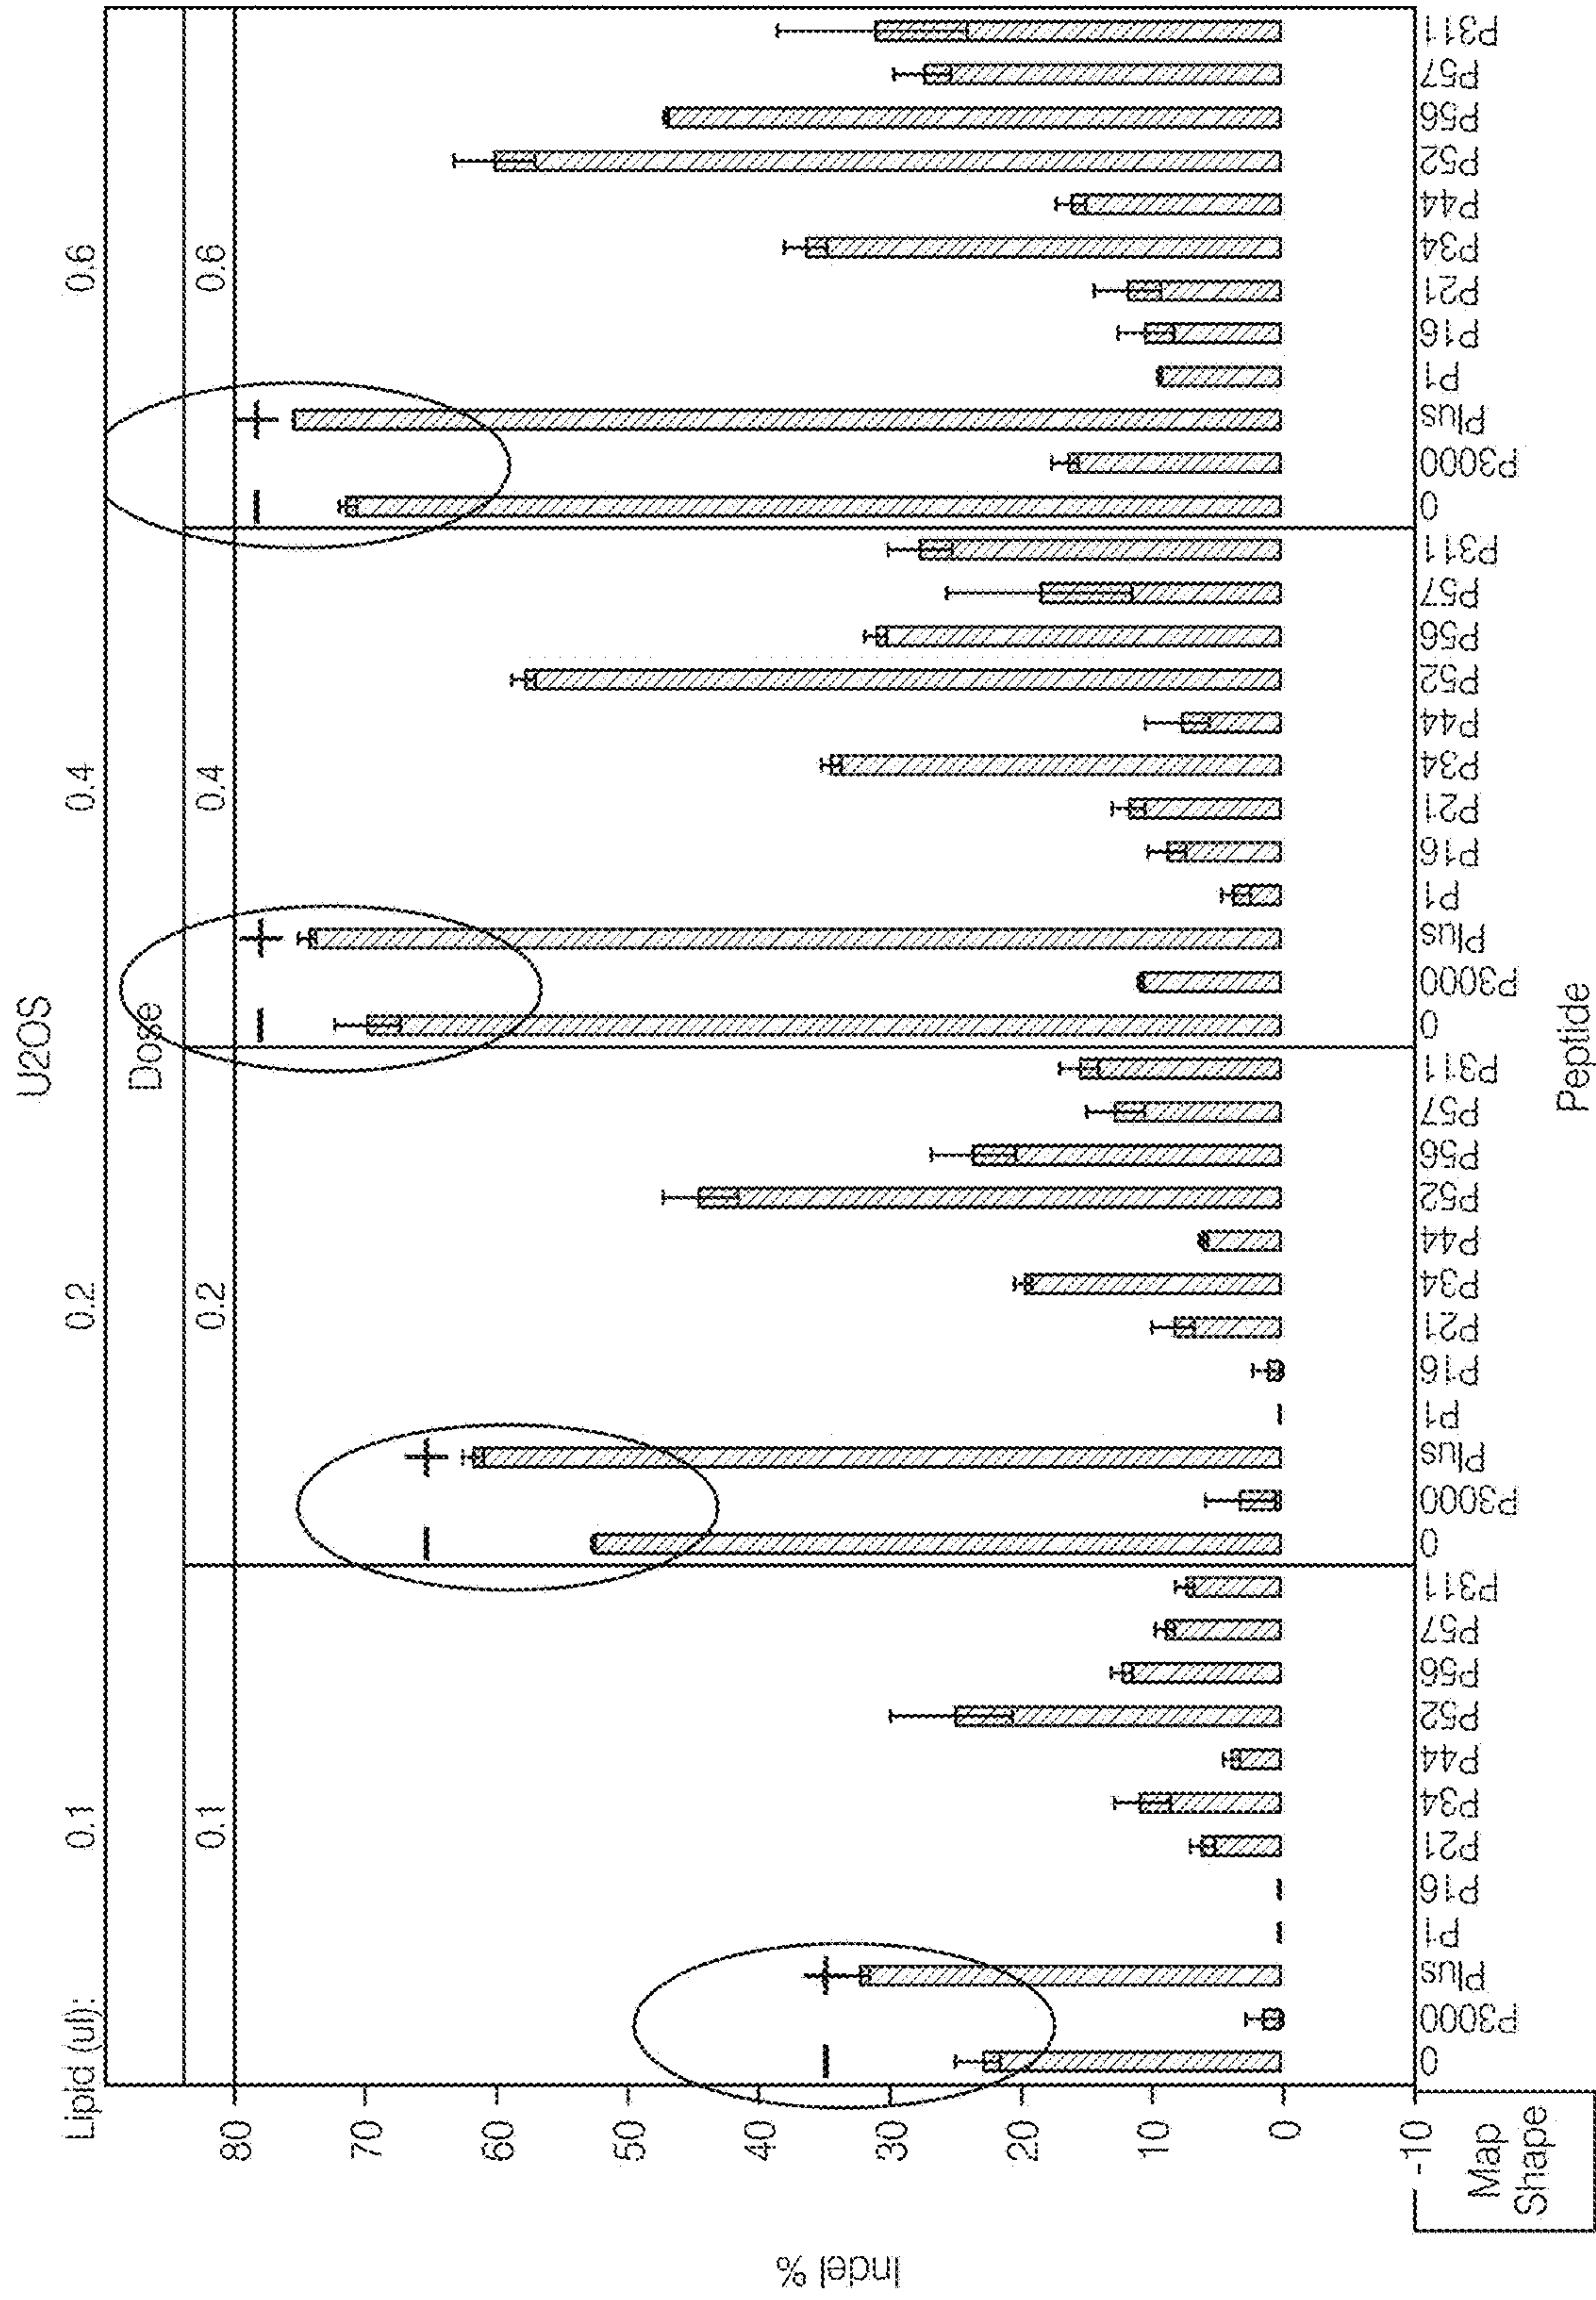 U2OS
Lipid (ul): 0.1 0.2 0.4 0.6
Dose
0.1 0.2 0.4 0.6
80
70
60
50
40
30
20
10
0
-10
Indel %
− + − + − + − +
0 P3000 Plus P1 P16 P21 P34 P44 P52 P56 P57 P311 0 P3000 Plus P1 P16 P21 P34 P44 P52 P56 P57 P311 0 P3000 Plus P1 P16 P21 P34 P44 P52 P56 P57 P311 0 P3000 Plus P1 P16 P21 P34 P44 P52 P56 P57 P311
Map
Shape
Peptide